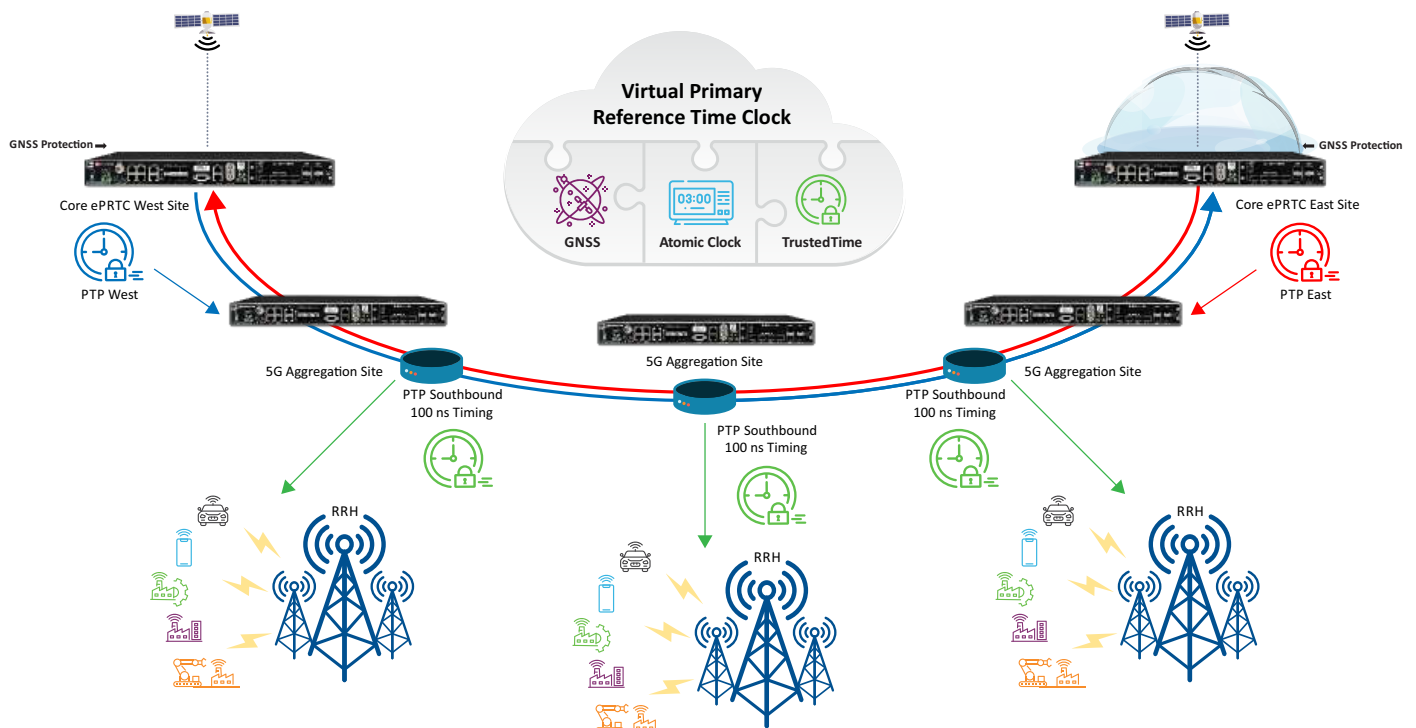 Virtual Primary
Reference Time Clock
GNSS
Atomic Clock
TrustedTime
03:00
GNSS Protection
GNSS Protection
Core ePRTC West Site
Core ePRTC East Site
PTP West
PTP East
5G Aggregation Site
5G Aggregation Site
5G Aggregation Site
PTP Southbound
100 ns Timing
PTP Southbound
100 ns Timing
PTP Southbound
100 ns Timing
RRH
RRH
RRH